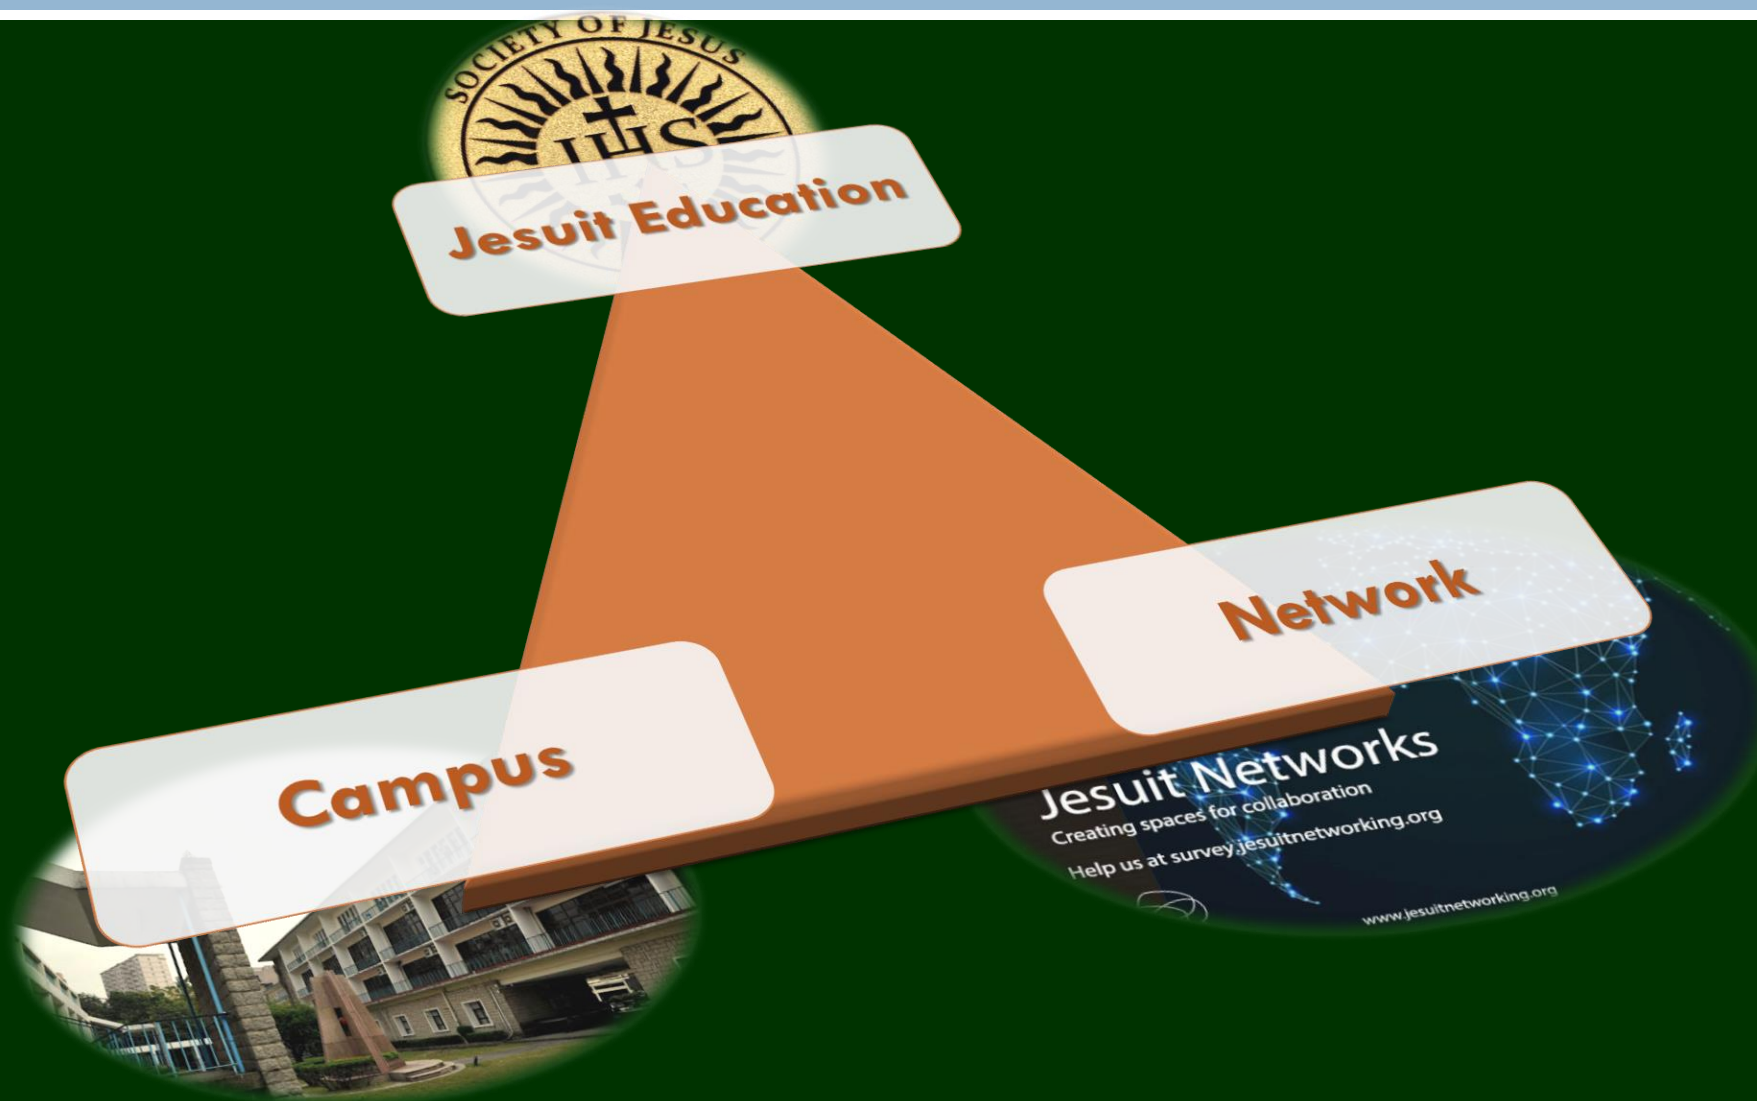 SOCIETY OF JESUS
IHS
Jesuit Education
Network
Campus
Jesuit Networks
Creating spaces for collaboration
Help us at survey.jesuitnetworking.org
www.jesuitnetworking.org